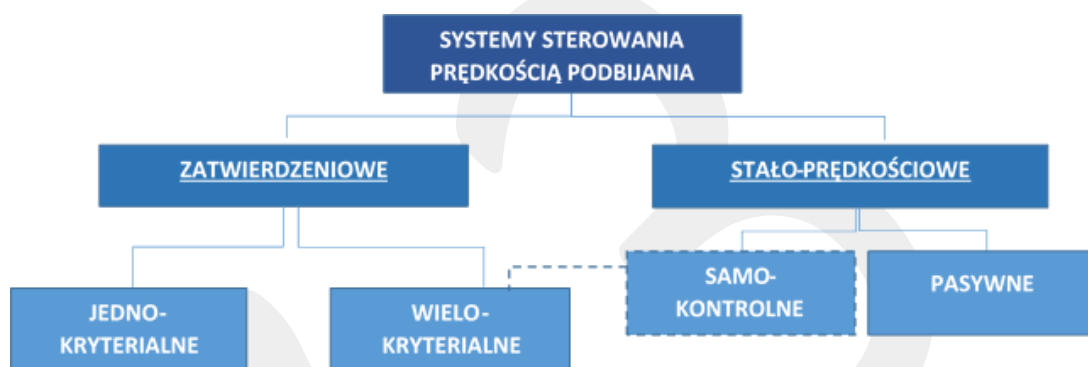 SYSTEMY STEROWANIA
PRĘDKOŚCIĄ PODBIJANIA
ZATWIERDZENIOWE
STAŁO-PRĘDKOŚCIOWE
JEDNO-
KRYTERIALNE
WIELO-
KRYTERIALNE
SAMO-
KONTROLNE
PASYWNE